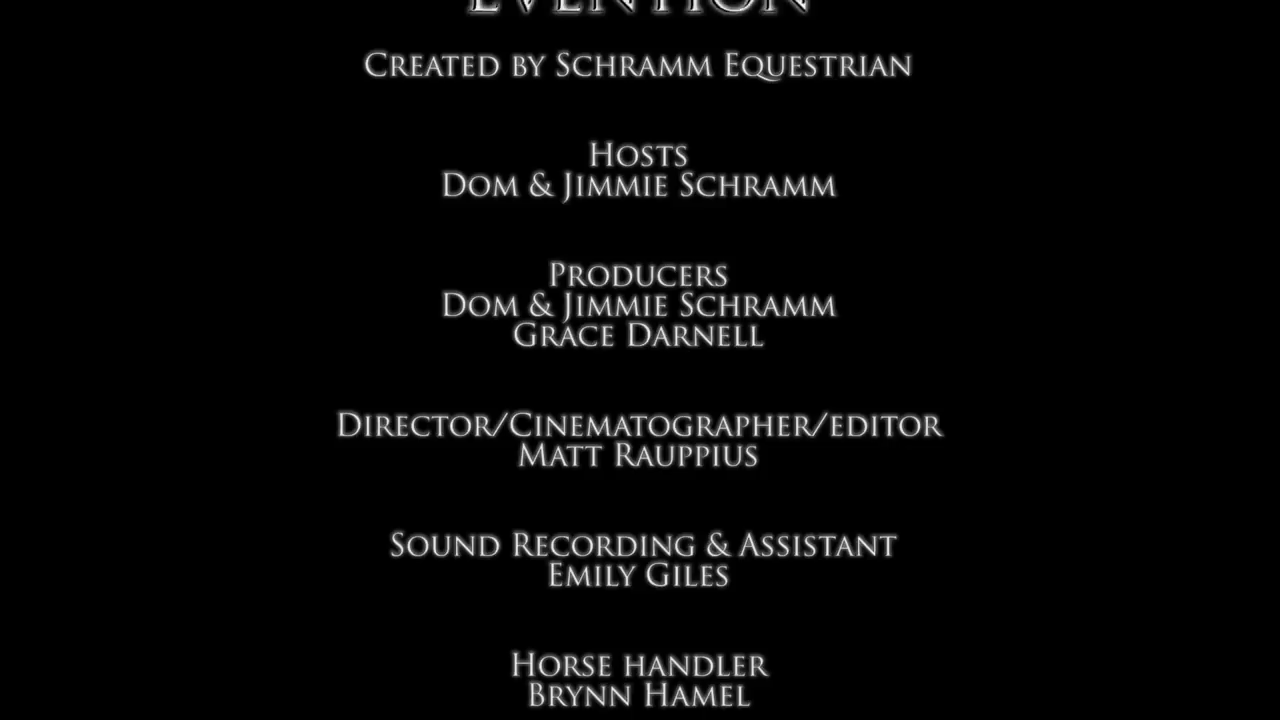 Evention
Created by Schramm Equestrian
Hosts
Dom & Jimmie Schramm
Producers
Dom & Jimmie Schramm
Grace Darnell
Director/Cinematographer/editor
Matt Rauppius
Sound Recording & Assistant
Emily Giles
Horse handler
Brynn Hamel